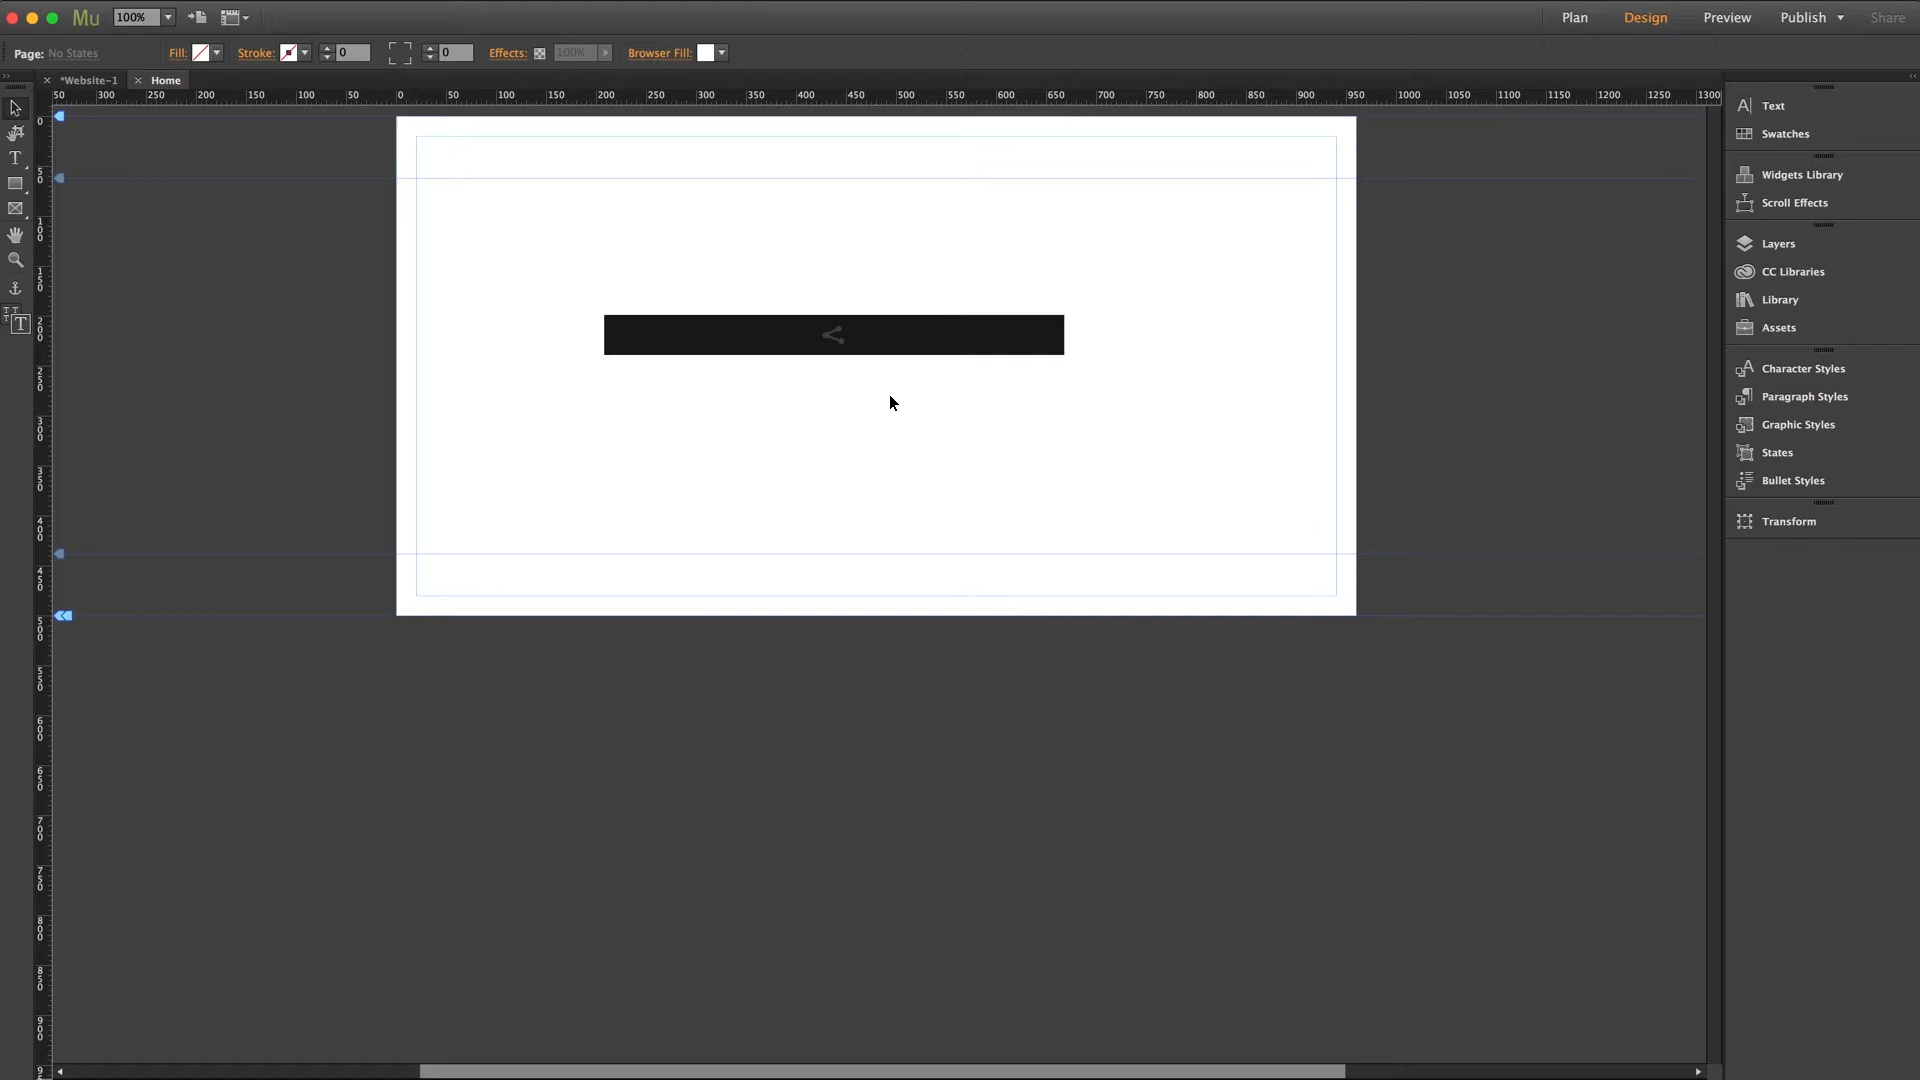 Mu 100% Plan Design Preview Publish Share
Page: No States Fill: Stroke: 0 0 Effects: 100% Browser Fill:
*Website-1 Home
50 300 250 200 150 100 50 0 50 100 150 200 250 300 350 400 450 500 550 600 650 700 750 800 850 900 950 1000 1050 1100 1150 1200 1250 1300
0
50
100
150
200
250
300
350
400
450
500
550
600
650
700
750
800
850
900
Text
Swatches
Widgets Library
Scroll Effects
Layers
CC Libraries
Library
Assets
Character Styles
Paragraph Styles
Graphic Styles
States
Bullet Styles
Transform